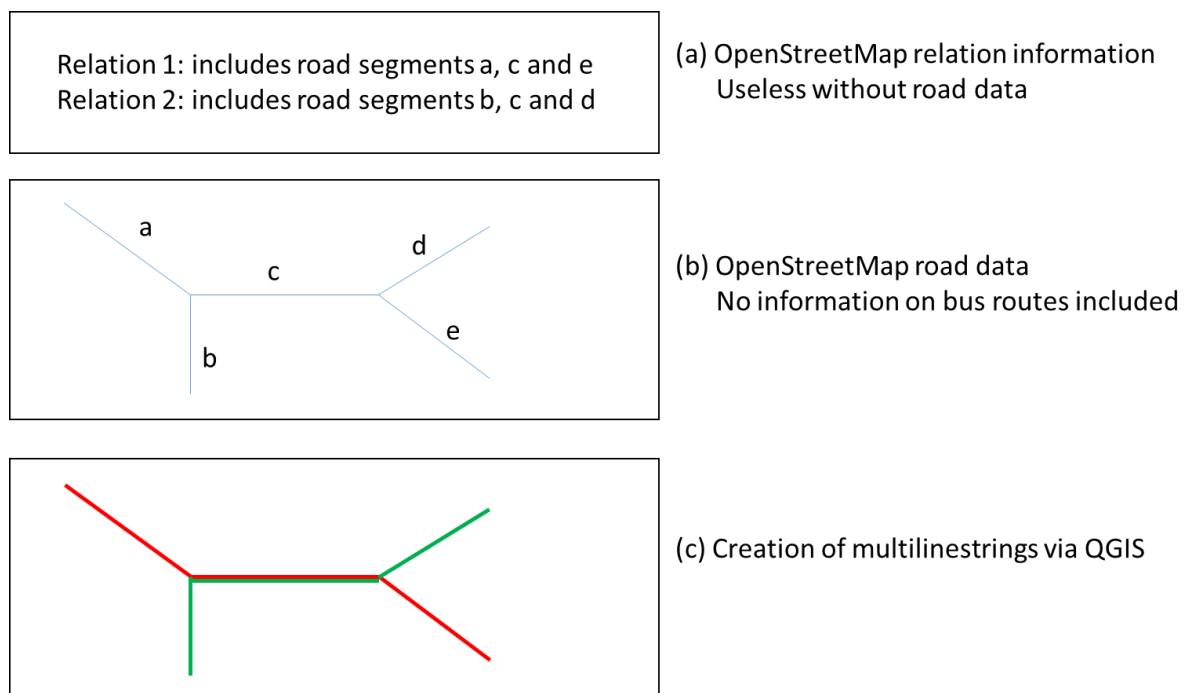 Relation 1: includes road segments a, c and e
Relation 2: includes road segments b, c and d
(a) OpenStreetMap relation information
Useless without road data
a
d
c
e
b
(b) OpenStreetMap road data
No information on bus routes included
(c) Creation of multilinestrings via QGIS